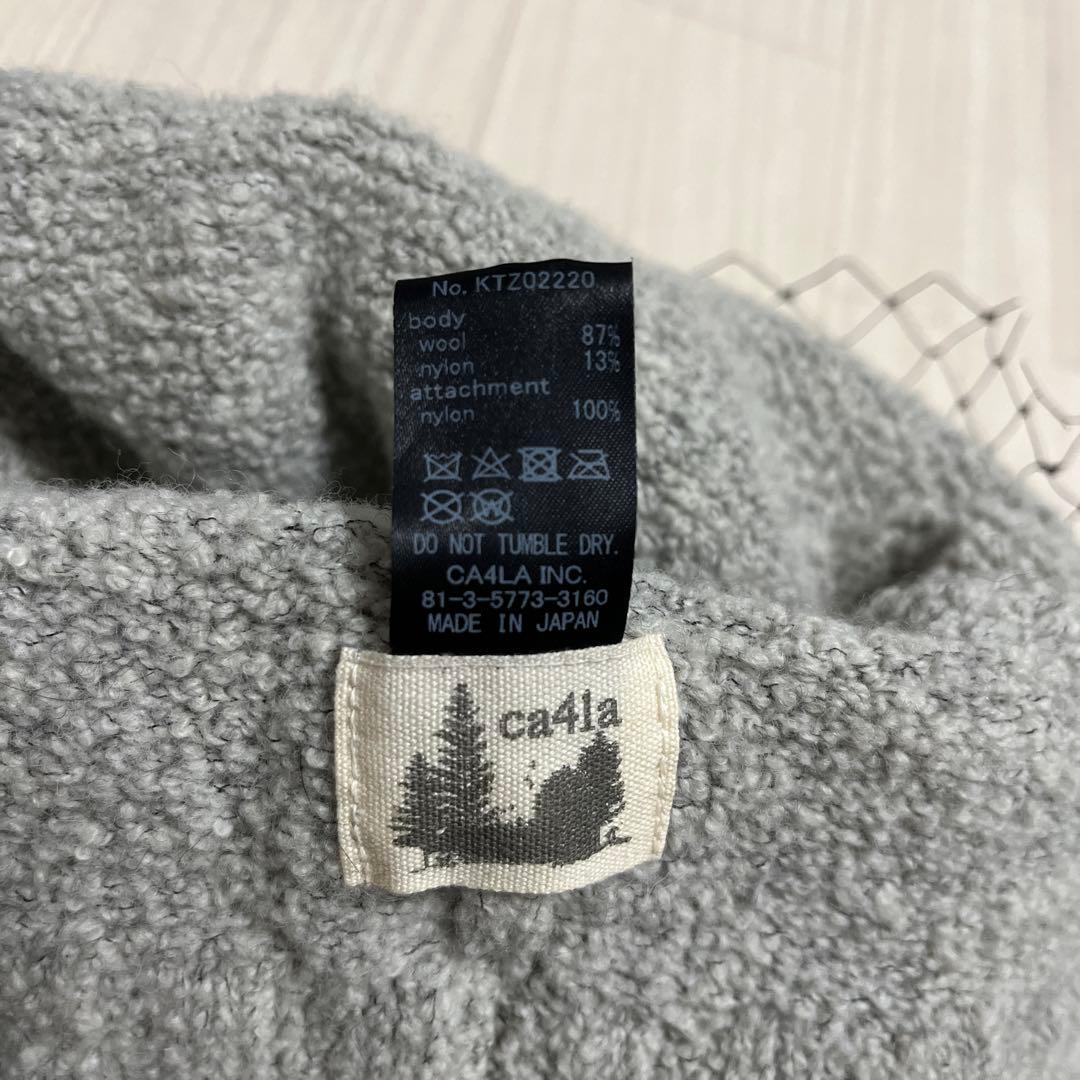 No. KTZ02220
body
wool 87%
nylon 13%
attachment
nylon 100%
W
DO NOT TUMBLE DRY.
CA4LA INC.
81-3-5773-3160
MADE IN JAPAN
ca4la